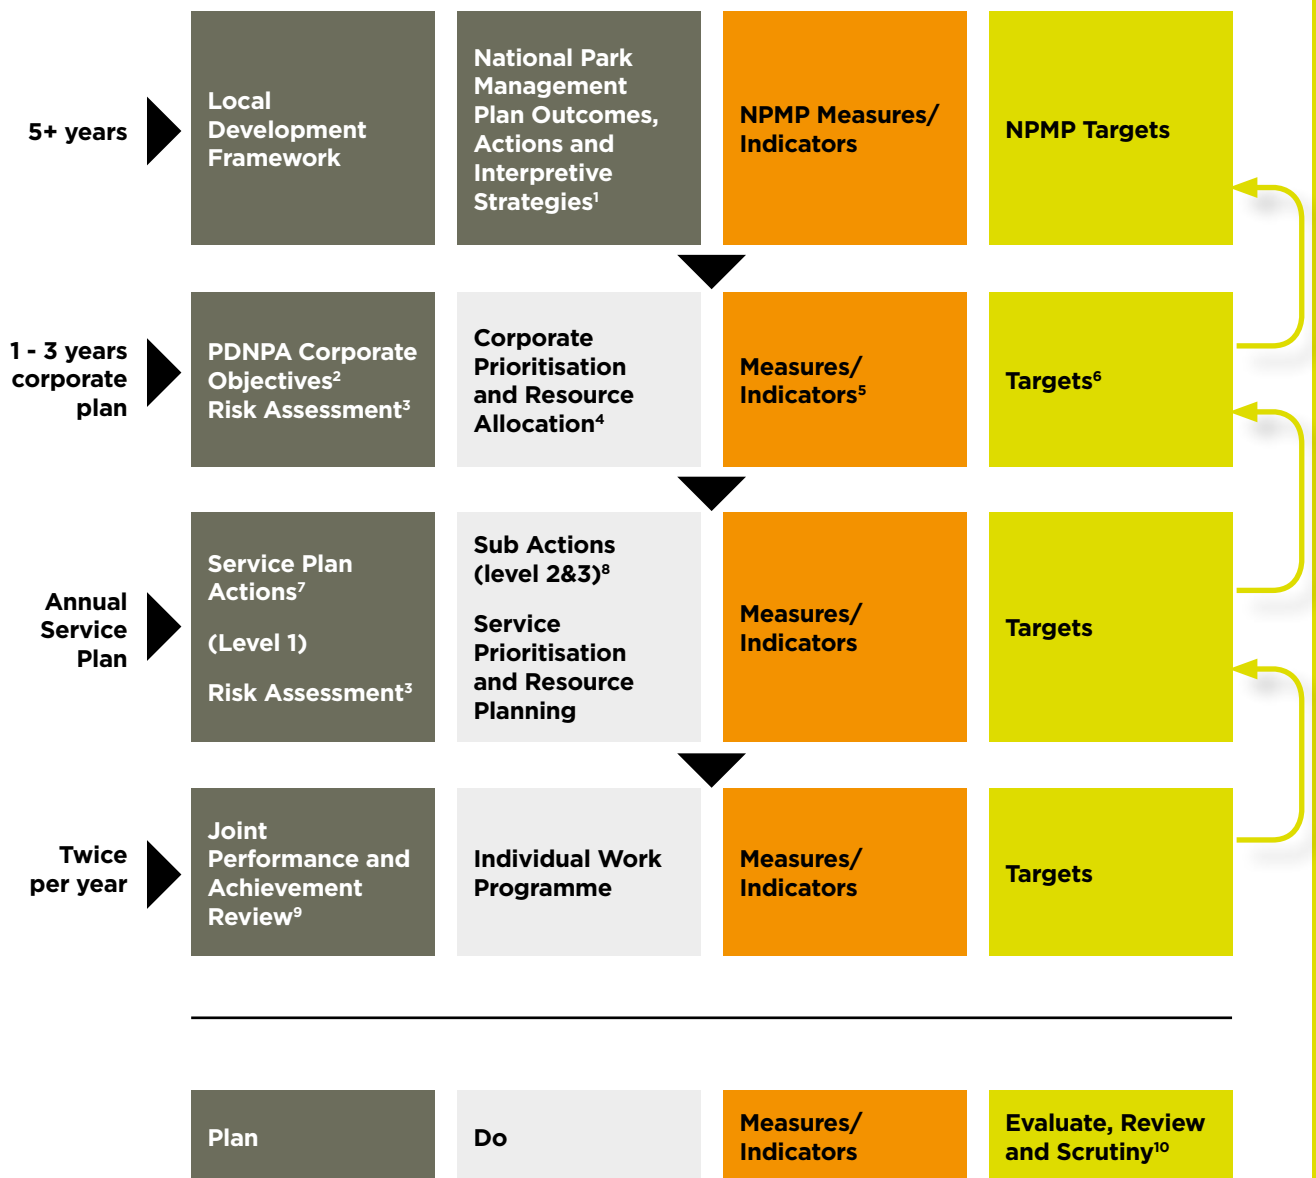 5+ years
Local
Development
Framework
National Park
Management
Plan Outcomes,
Actions and
Interpretive
Strategies¹
NPMP Measures/
Indicators
NPMP Targets
1 - 3 years
corporate
plan
PDNPA Corporate
Objectives²
Risk Assessment³
Corporate
Prioritisation
and Resource
Allocation⁴
Measures/
Indicators⁵
Targets⁶
Annual
Service
Plan
Service Plan
Actions⁷
(Level 1)
Risk Assessment³
Sub Actions
(level 2&3)⁸
Service
Prioritisation
and Resource
Planning
Measures/
Indicators
Targets
Twice
per year
Joint
Performance and
Achievement
Review⁹
Individual Work
Programme
Measures/
Indicators
Targets
Plan
Do
Measures/
Indicators
Evaluate, Review
and Scrutiny¹⁰